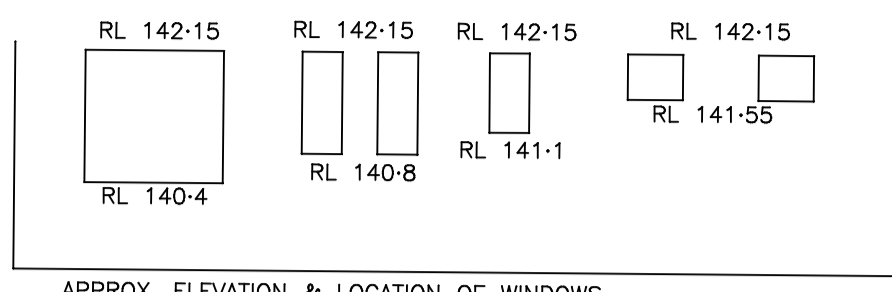 RL 142·15 RL 142·15 RL 142·15 RL 142·15
RL 141·55
RL 141·1
RL 140·8
RL 140·4
APPROX. ELEVATION & LOCATION OF WINDOWS